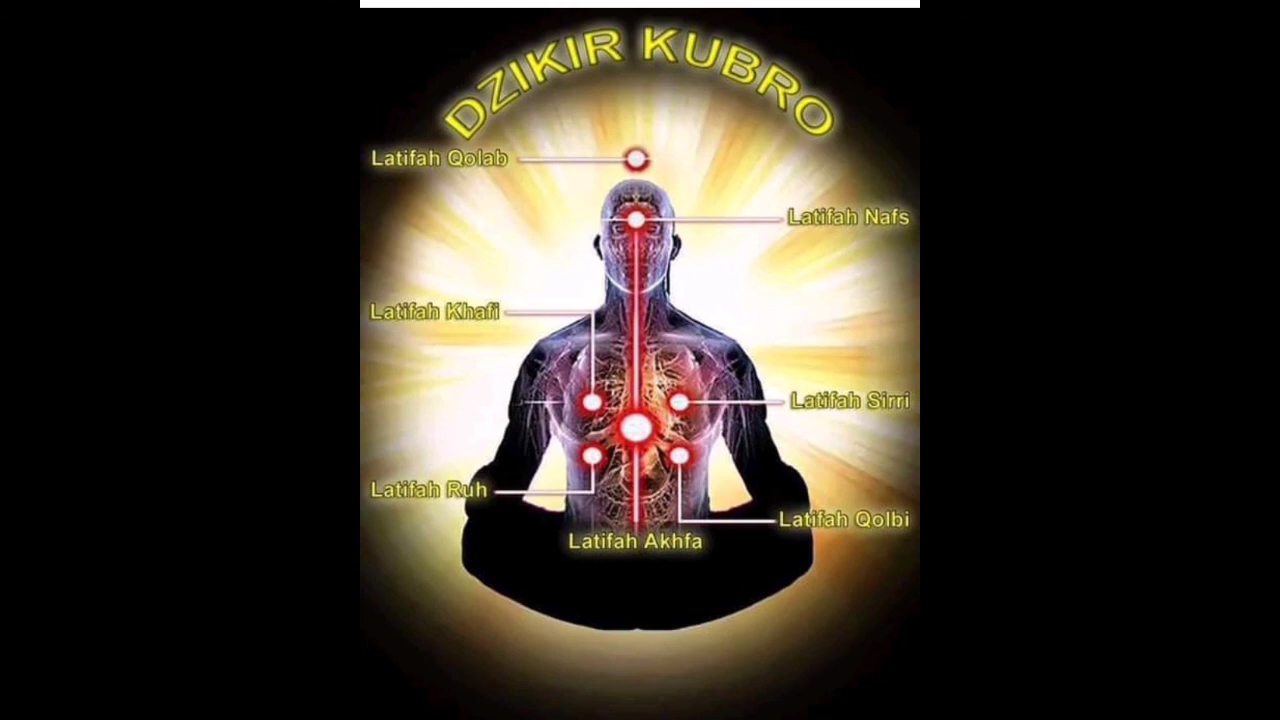 DZIKIR KUBRO
Latifah Qolab
Latifah Nafs
Latifah Khafi
Latifah Sirri
Latifah Ruh
Latifah Qolbi
Latifah Akhfa